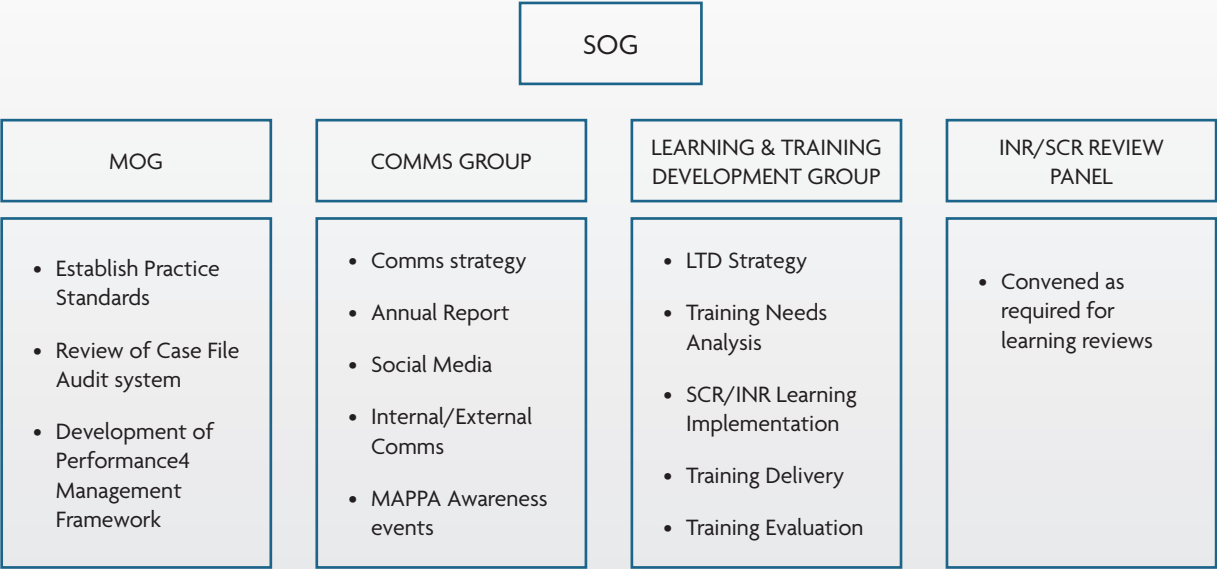 SOG
MOG
• Establish Practice
Standards
• Review of Case File
Audit system
• Development of
Performance4
Management
Framework
COMMS GROUP
• Comms strategy
• Annual Report
• Social Media
• Internal/External
Comms
• MAPPA Awareness
events
LEARNING & TRAINING
DEVELOPMENT GROUP
• LTD Strategy
• Training Needs
Analysis
• SCR/INR Learning
Implementation
• Training Delivery
• Training Evaluation
INR/SCR REVIEW
PANEL
• Convened as
required for
learning reviews